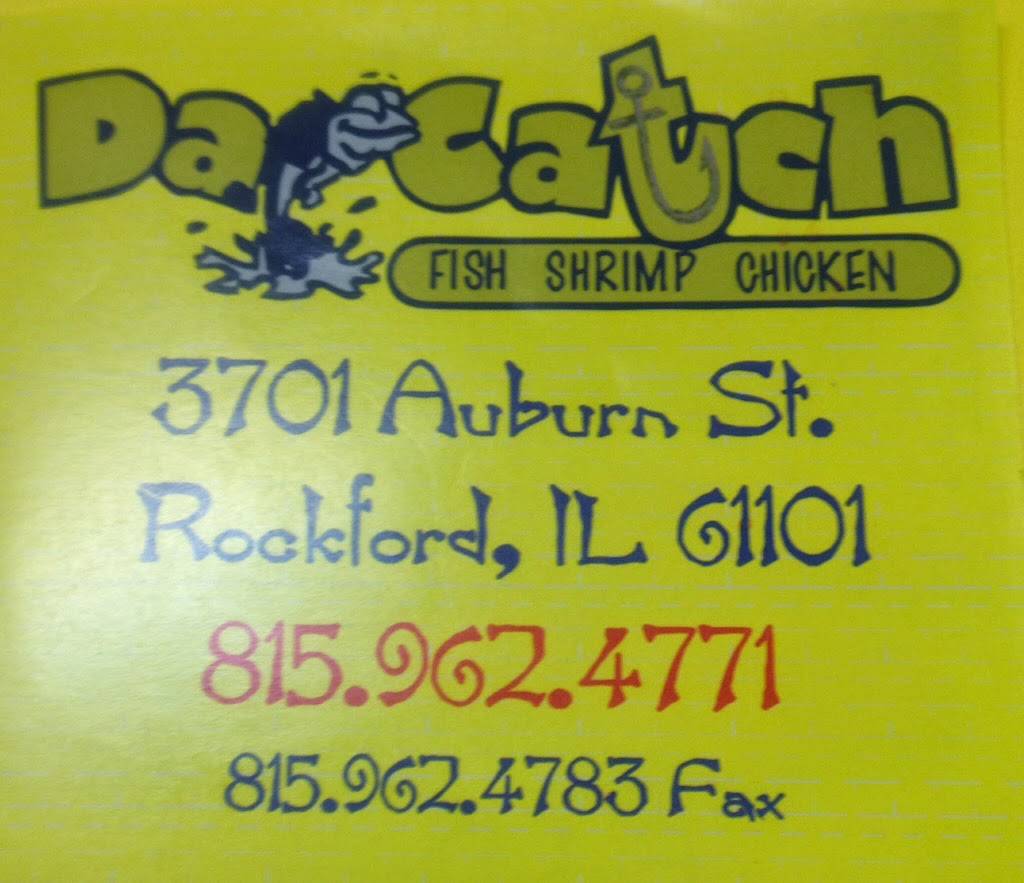 Da Catch
FISH SHRIMP CHICKEN
3701 Auburn St.
Rockford, IL 61101
815.962.4771
815.962.4783 Fax